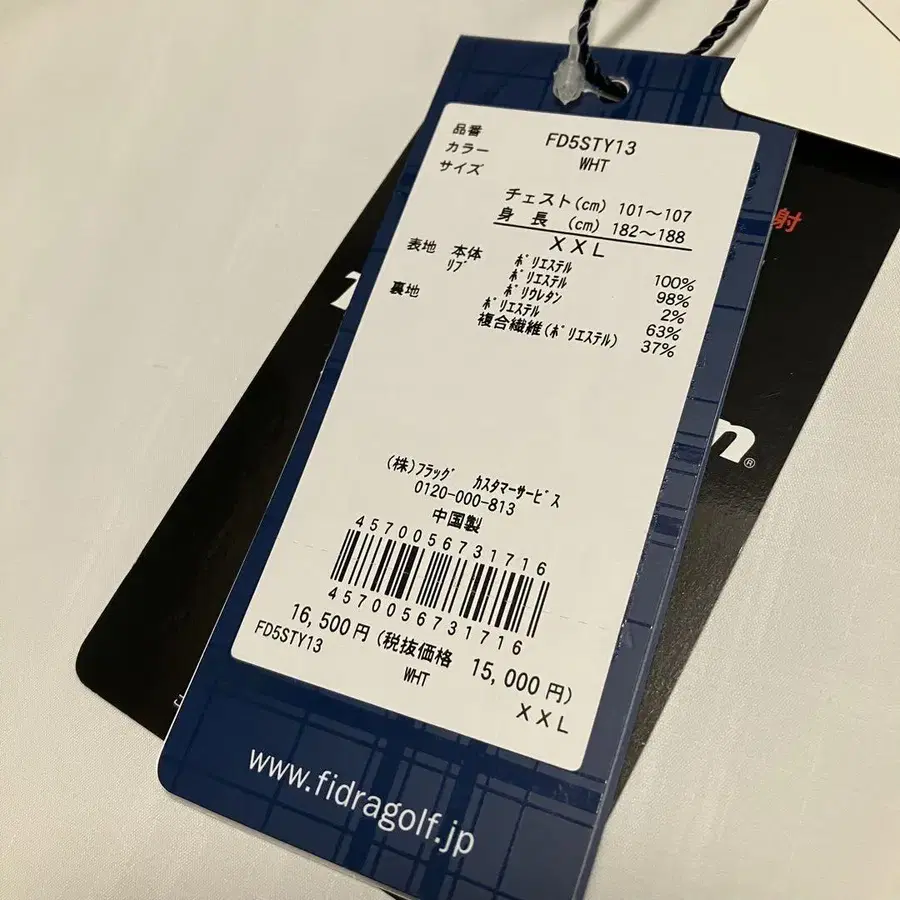 品番 FD5STY13
カラー WHT
サイズ
チェスト(cm) 101～107
身長 (cm) 182～188
XXL
表地 本体 ﾎﾟﾘｴｽﾃﾙ 100%
ﾘﾌﾞ ﾎﾟﾘｴｽﾃﾙ 98%
ﾎﾟﾘｳﾚﾀﾝ 2%
裏地 ﾎﾟﾘｴｽﾃﾙ 63%
複合繊維(ﾎﾟﾘｴｽﾃﾙ) 37%
(株)ﾌﾗｯｸﾞ ｶｽﾀﾏｰｻｰﾋﾞｽ
0120-000-813
中国製
4570056731716
4570056731716
16,500円(税抜価格 15,000円)
FD5STY13 WHT XXL
www.fidragolf.jp
射
n®